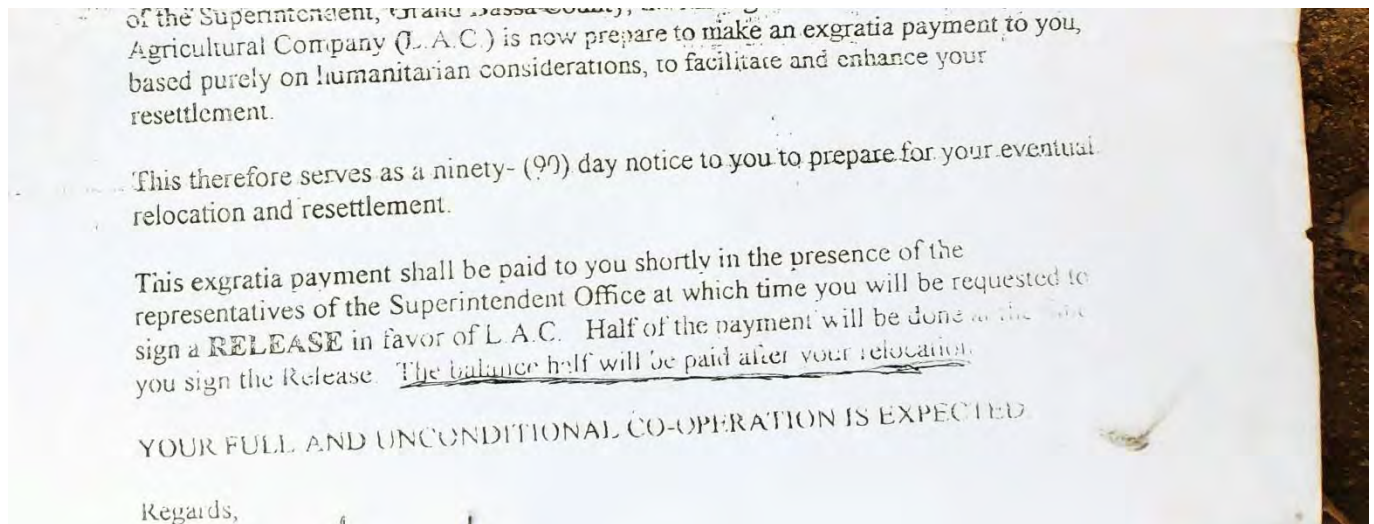 of the Superintendent, Grand Bassa County,
Agricultural Company (L.A.C.) is now prepare to make an exgratia payment to you,
based purely on humanitarian considerations, to facilitate and enhance your
resettlement.
This therefore serves as a ninety- (90) day notice to you to prepare for your eventual
relocation and resettlement.
This exgratia payment shall be paid to you shortly in the presence of the
representatives of the Superintendent Office at which time you will be requested to
sign a RELEASE in favor of L.A.C. Half of the payment will be done at the time
you sign the Release. The balance half will be paid after your relocation.
YOUR FULL AND UNCONDITIONAL CO-OPERATION IS EXPECTED.
Regards,